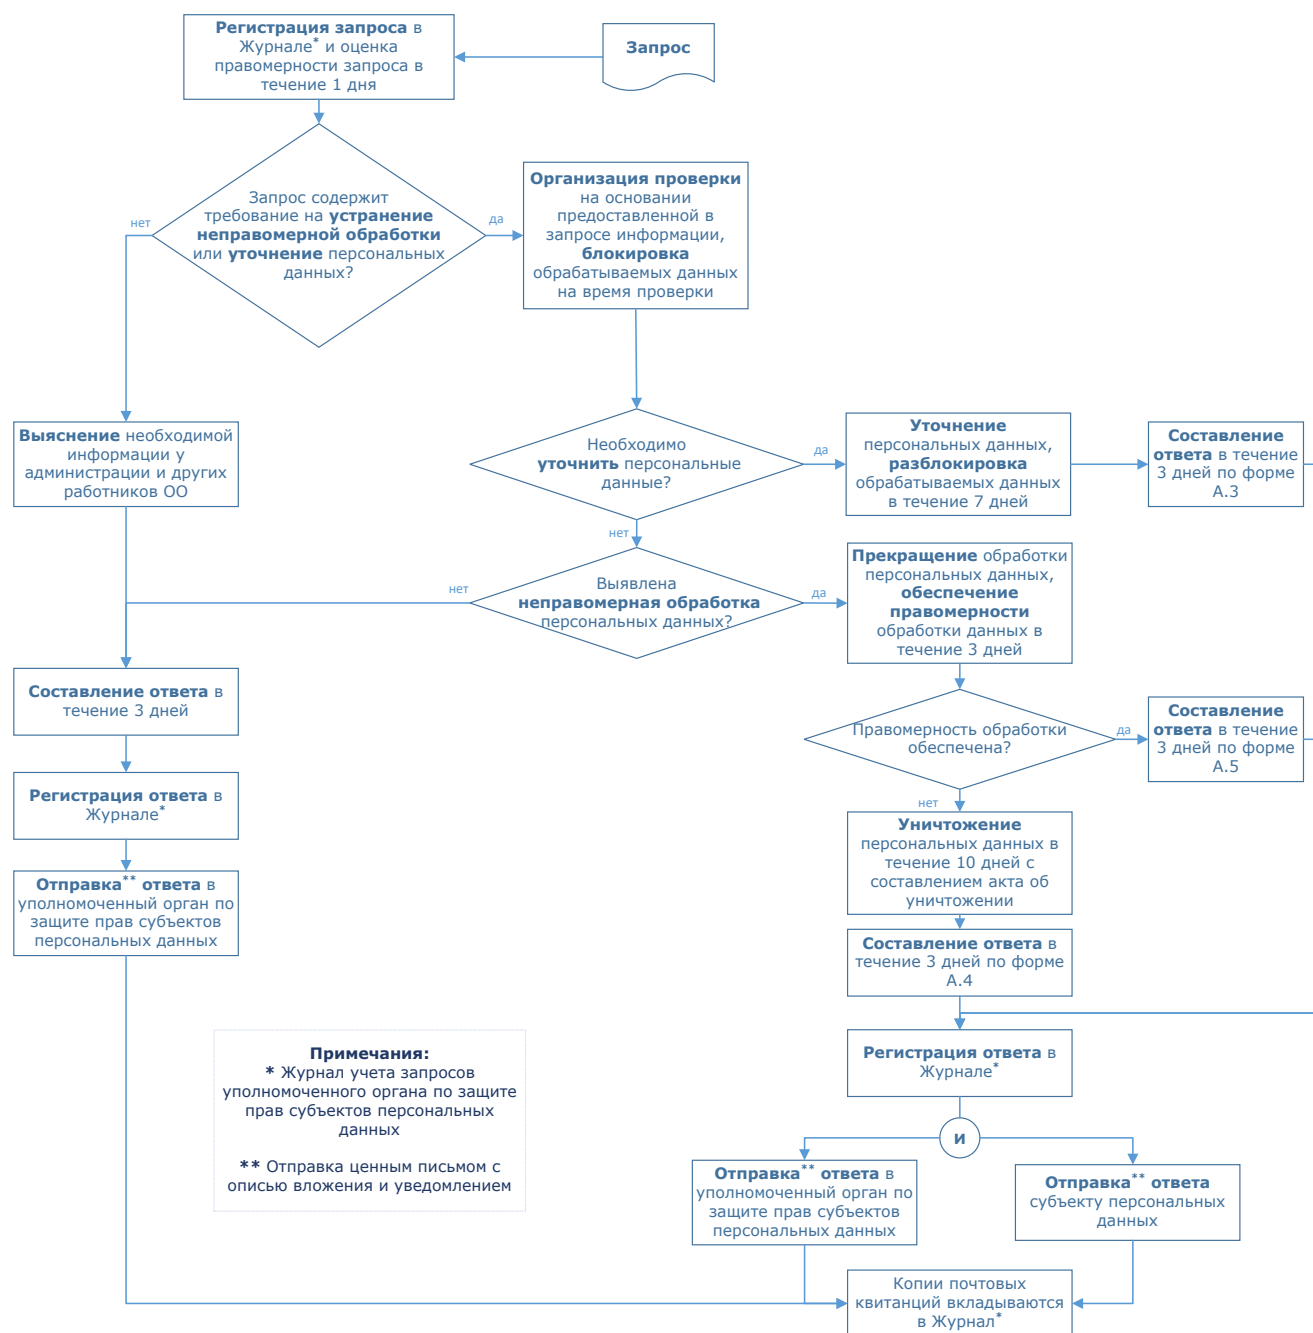 Регистрация запроса в
Журнале* и оценка
правомерности запроса в
течение 1 дня
Запрос
Запрос содержит
требование на устранение
неправомерной обработки
или уточнение персональных
данных?
нет
да
Организация проверки
на основании
предоставленной в
запросе информации,
блокировка
обрабатываемых данных
на время проверки
Выяснение необходимой
информации у
администрации и других
работников ОО
Необходимо
уточнить персональные
данные?
да
Уточнение
персональных данных,
разблокировка
обрабатываемых данных
в течение 7 дней
Составление
ответа в течение
3 дней по форме
А.3
нет
Выявлена
неправомерная обработка
персональных данных?
нет
да
Прекращение обработки
персональных данных,
обеспечение
правомерности
обработки данных в
течение 3 дней
Составление ответа в
течение 3 дней
Правомерность обработки
обеспечена?
да
Составление
ответа в течение
3 дней по форме
А.5
Регистрация ответа в
Журнале*
нет
Уничтожение
персональных данных в
течение 10 дней с
составлением акта об
уничтожении
Отправка** ответа в
уполномоченный орган по
защите прав субъектов
персональных данных
Составление ответа в
течение 3 дней по форме
А.4
Примечания:
* Журнал учета запросов
уполномоченного органа по защите
прав субъектов персональных
данных
** Отправка ценным письмом с
описью вложения и уведомлением
Регистрация ответа в
Журнале*
И
Отправка** ответа в
уполномоченный орган по
защите прав субъектов
персональных данных
Отправка** ответа
субъекту персональных
данных
Копии почтовых
квитанций вкладываются
в Журнал*